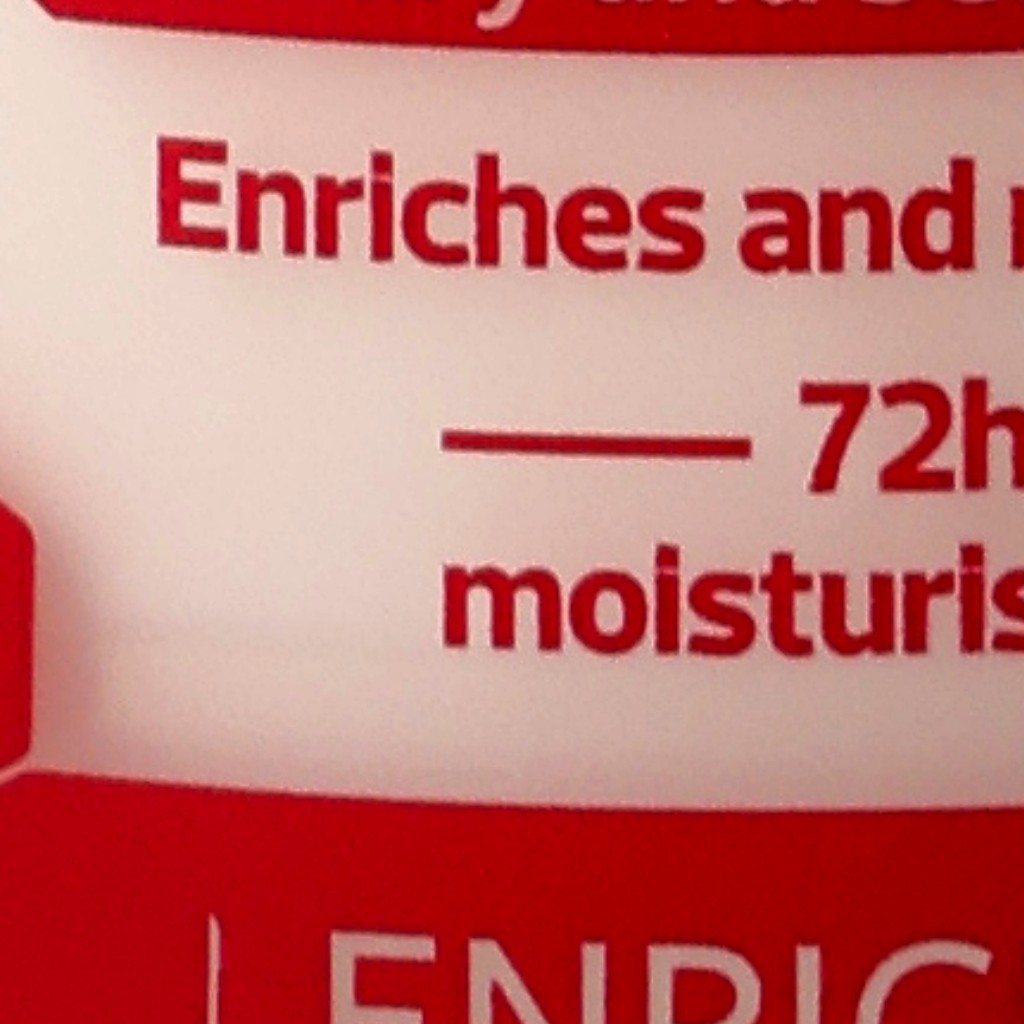 Enriches and
72h
moisturis
ENRIC